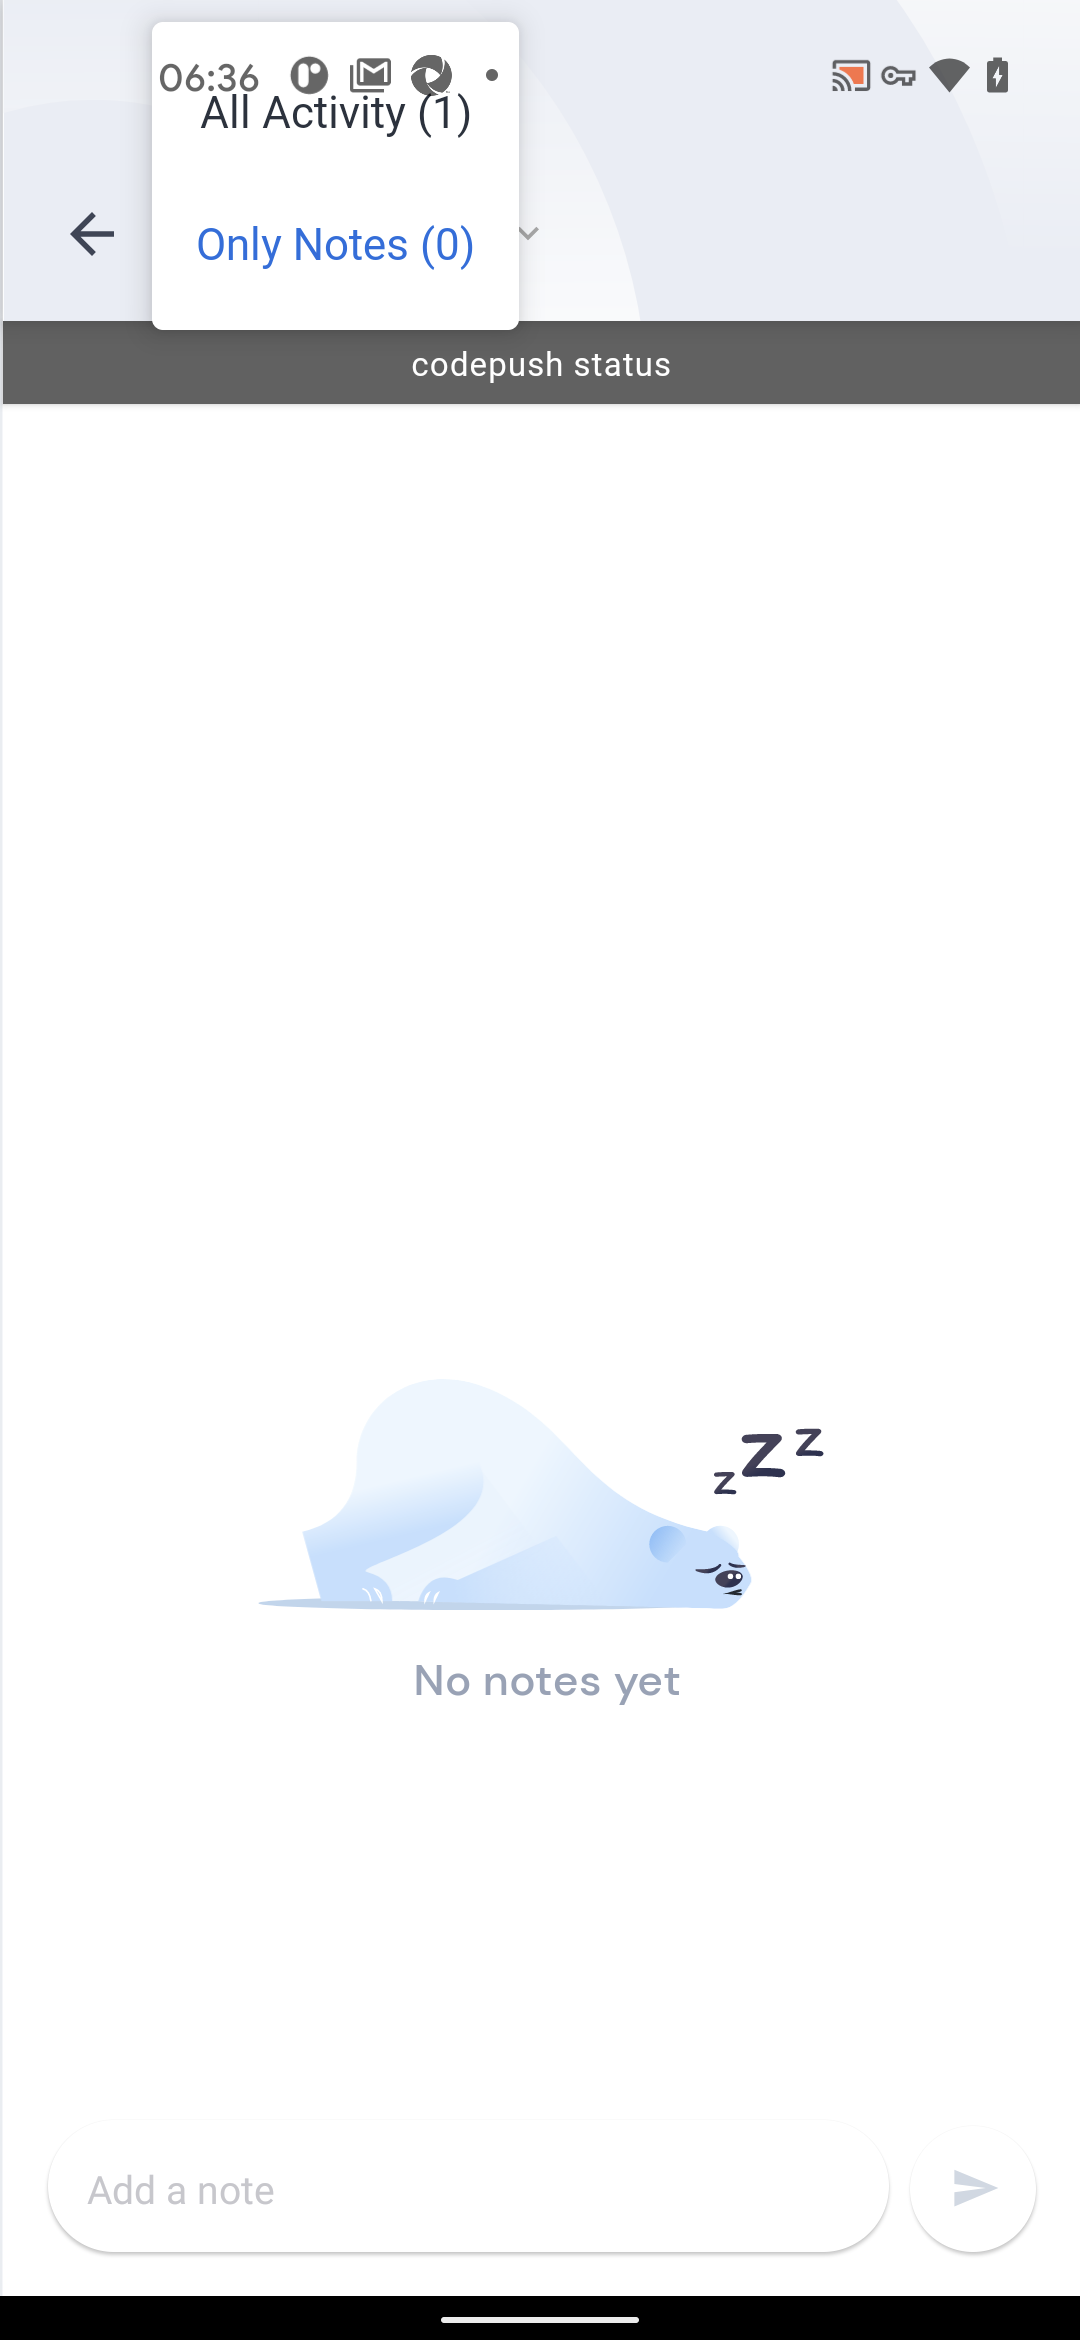 06:36
All Activity (1)
Only Notes (0)
codepush status
z Z z
No notes yet
Add a note